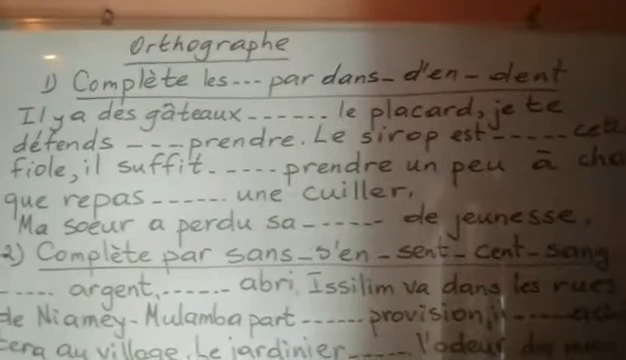 Orthographe
1) Complète les --- par dans - d'en - dent
Il y a des gâteaux ------ le placard, je te
défends ---- prendre. Le sirop est -----
fiole, il suffit ----- prendre un peu à cha
que repas ------ une cuiller.
Ma soeur a perdu sa ------ de jeunesse.
2) Complète par sans - s'en - sent - cent - sang
----- argent, ------ abri, Issilim va dans les rues
de Niamey - Mulamba part ------ provision, il -----
tera au village. Le jardinier ----- l'odeur